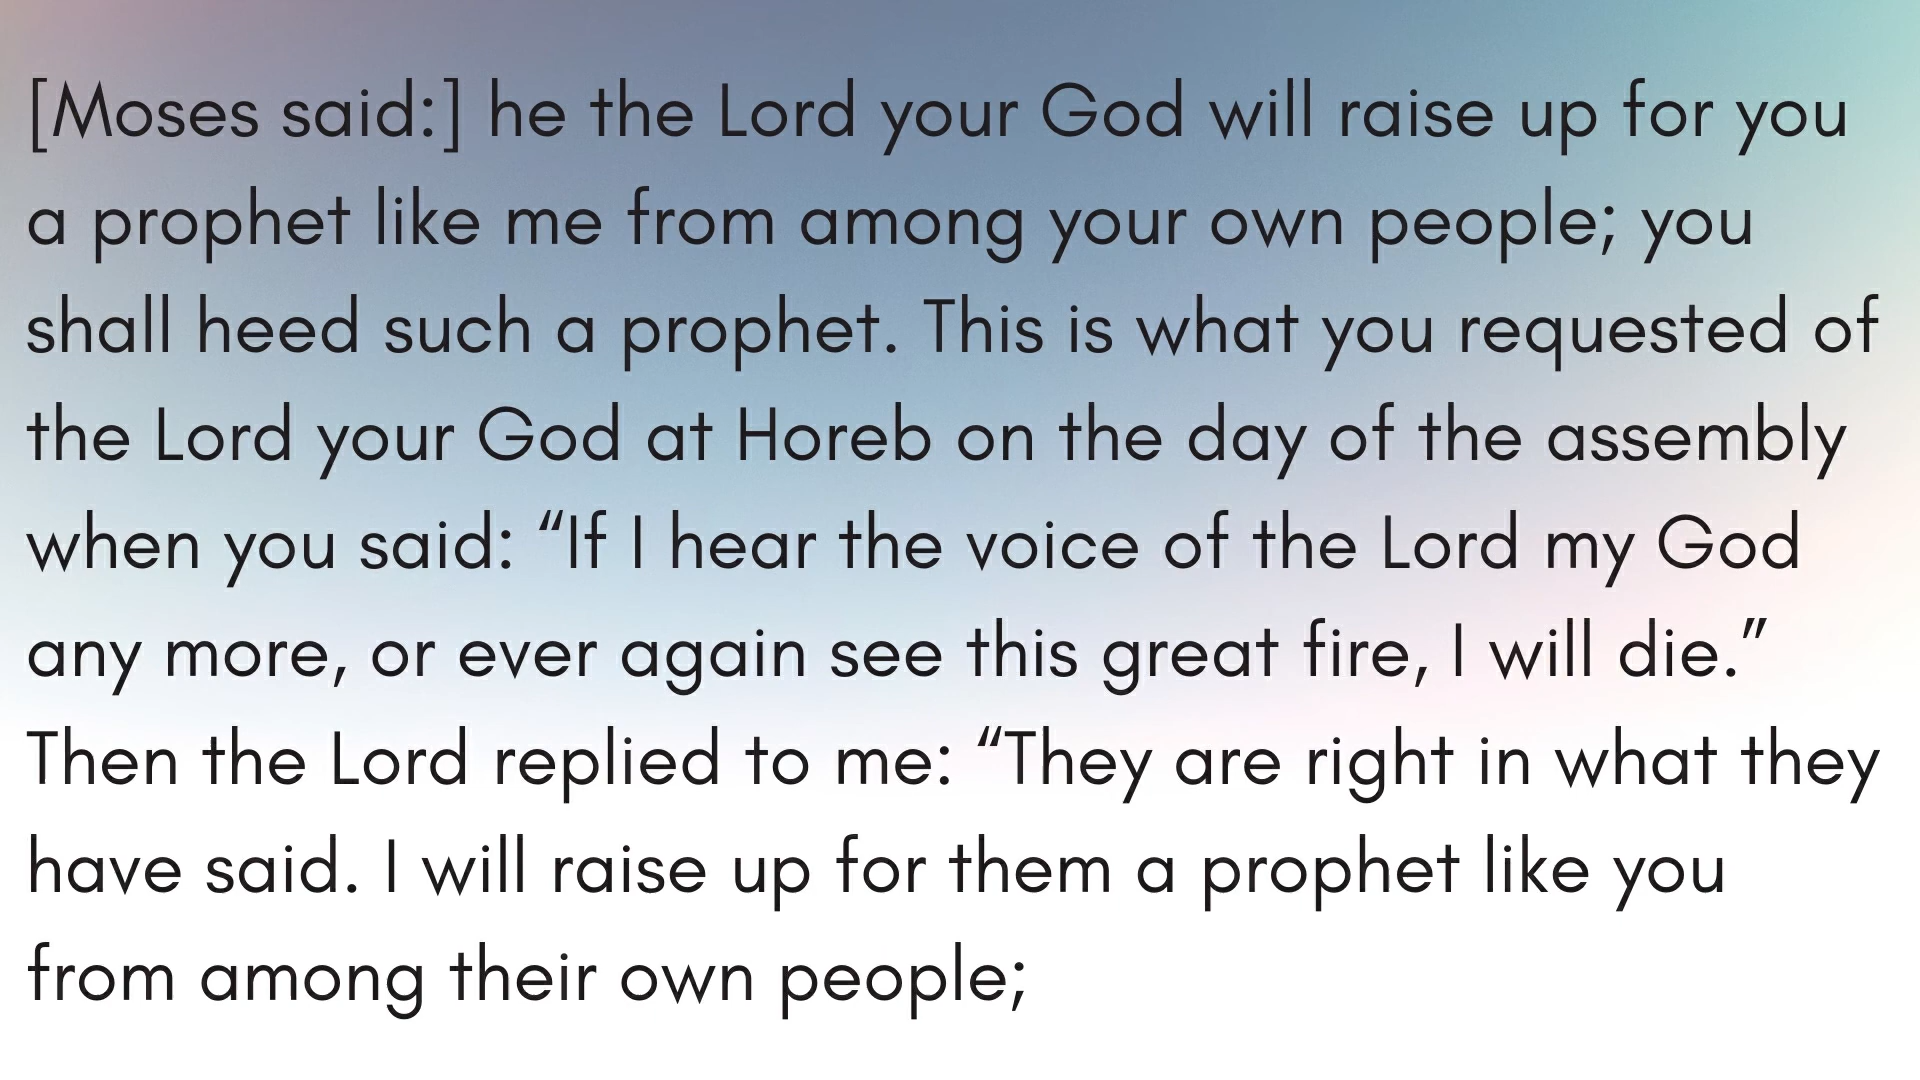 [Moses said:] he the Lord your God will raise up for you
a prophet like me from among your own people; you
shall heed such a prophet. This is what you requested of
the Lord your God at Horeb on the day of the assembly
when you said: “If I hear the voice of the Lord my God
any more, or ever again see this great fire, I will die.”
Then the Lord replied to me: “They are right in what they
have said. I will raise up for them a prophet like you
from among their own people;